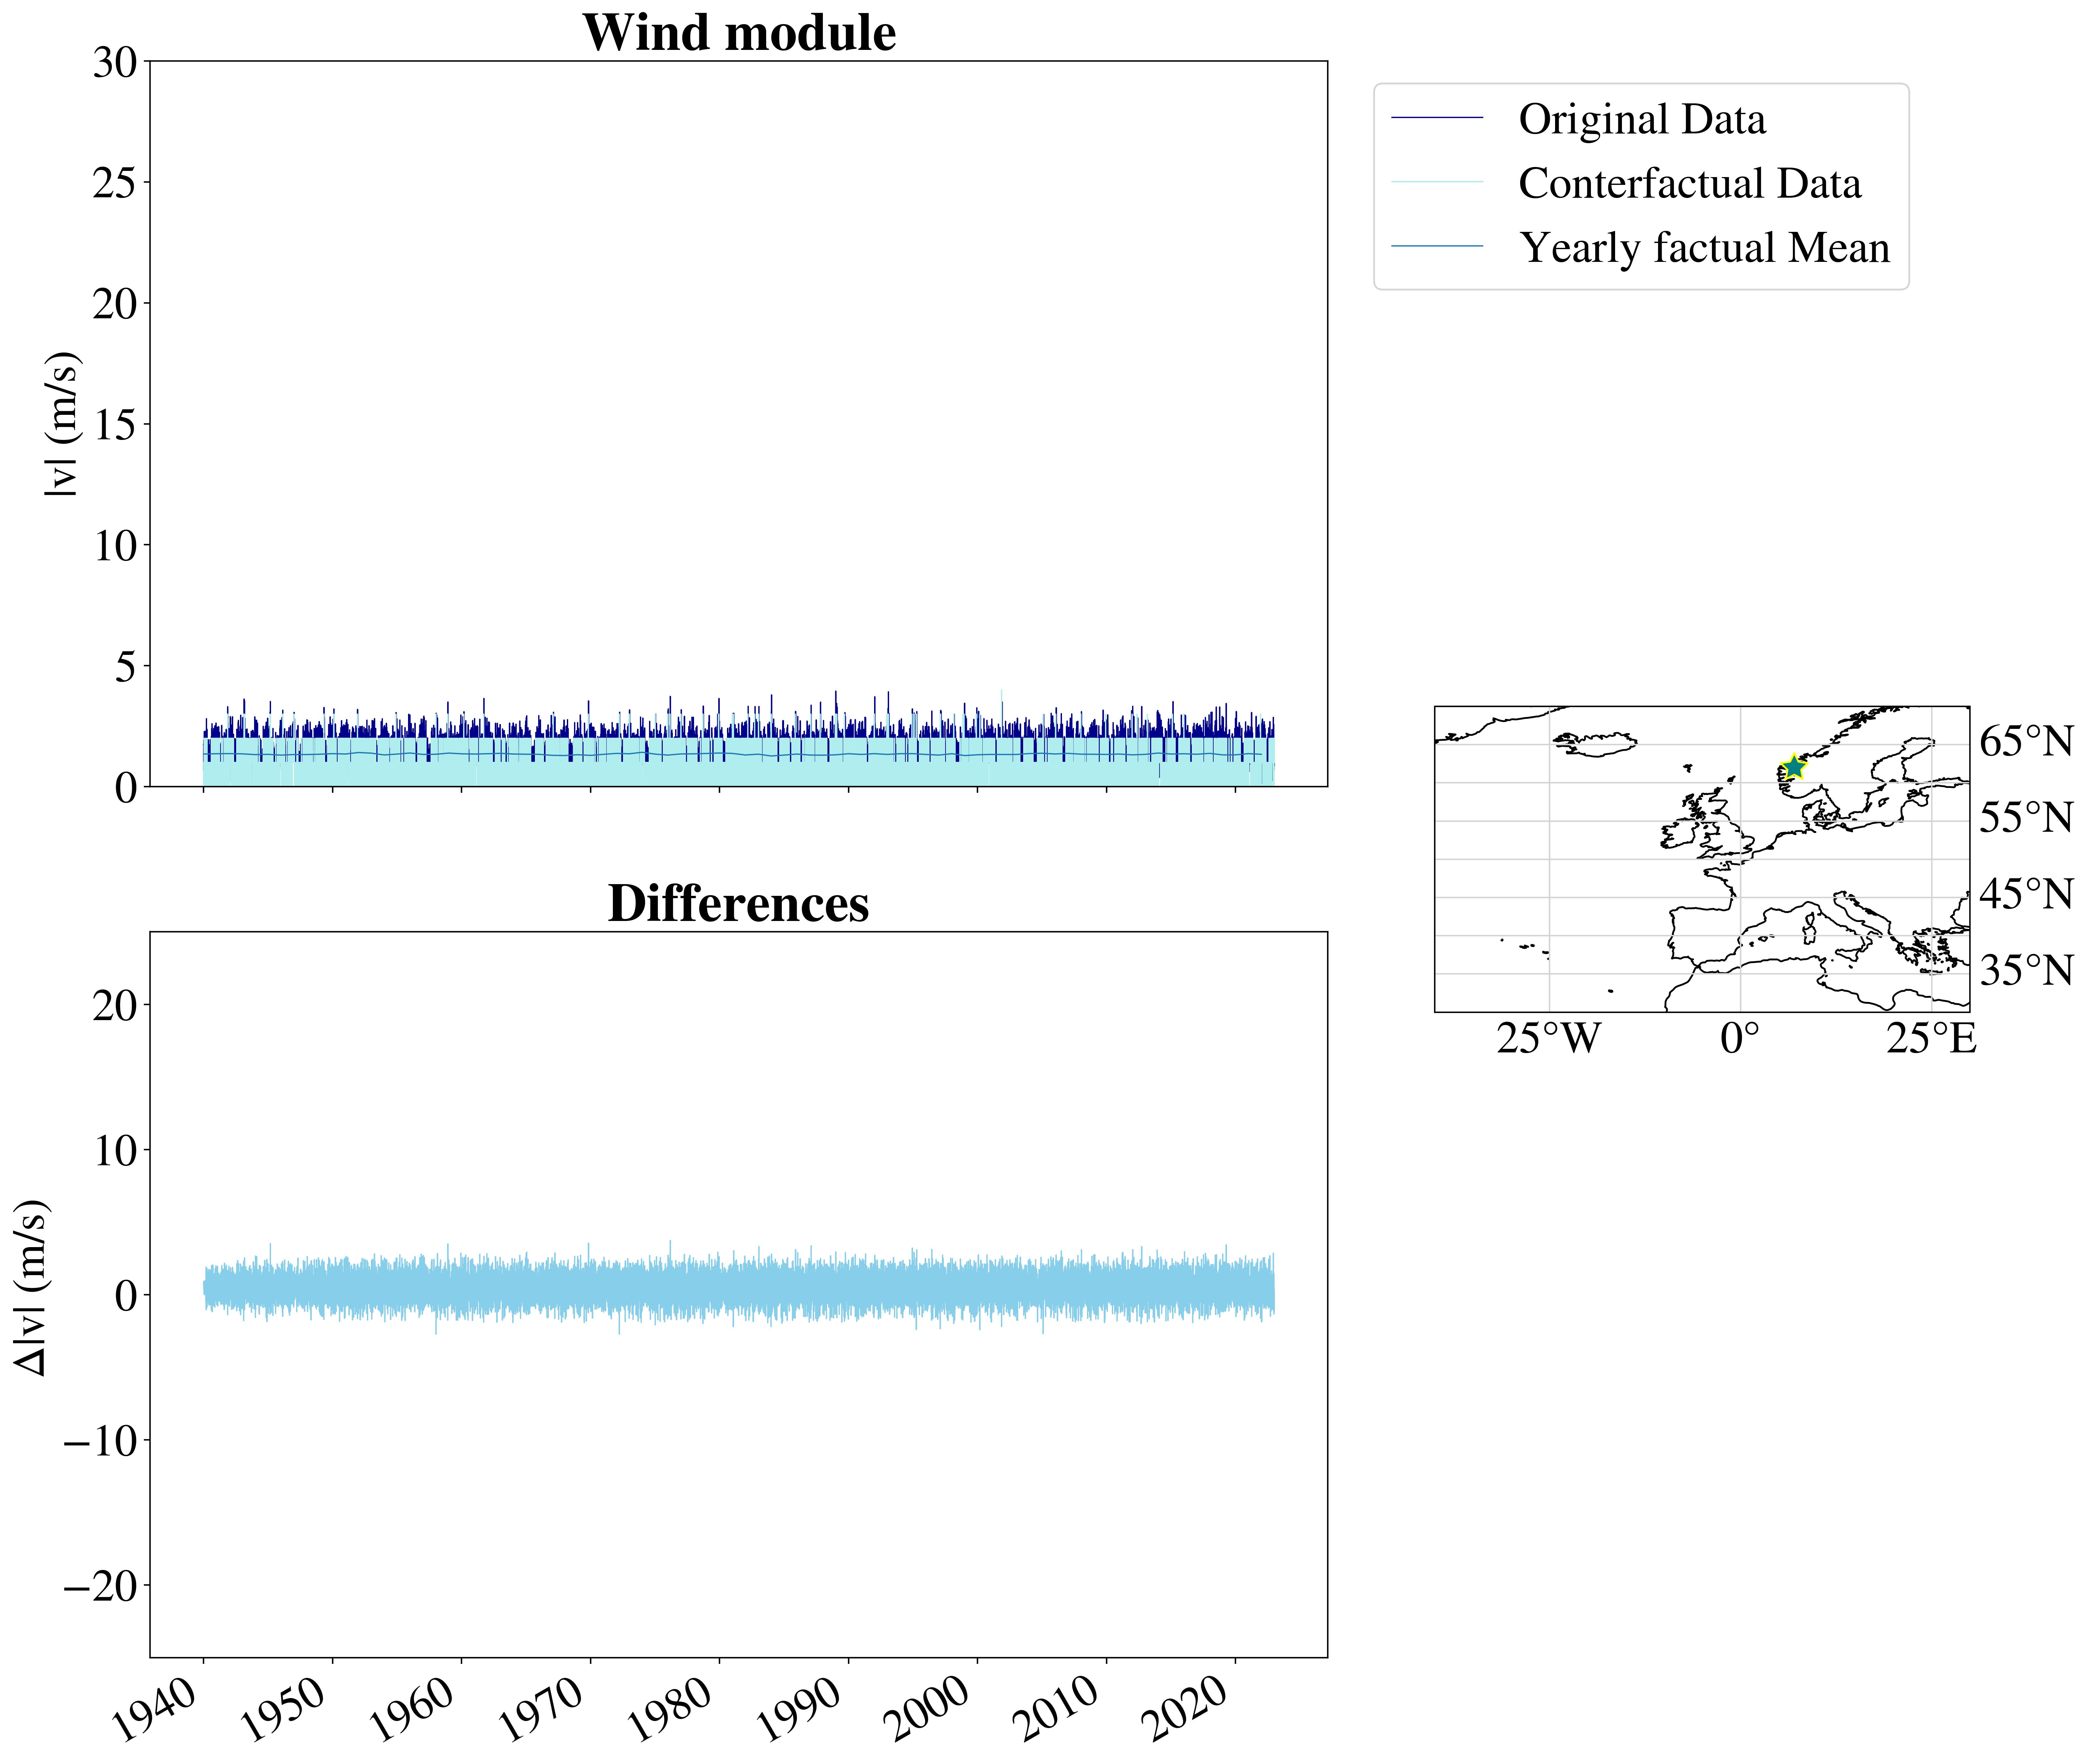 Wind module
30
25
20
15
10
5
0
|v| (m/s)
Original Data
Conterfactual Data
Yearly factual Mean
65°N
55°N
45°N
35°N
25°W
0°
25°E
Differences
20
10
0
−10
−20
Δ|v| (m/s)
1940
1950
1960
1970
1980
1990
2000
2010
2020